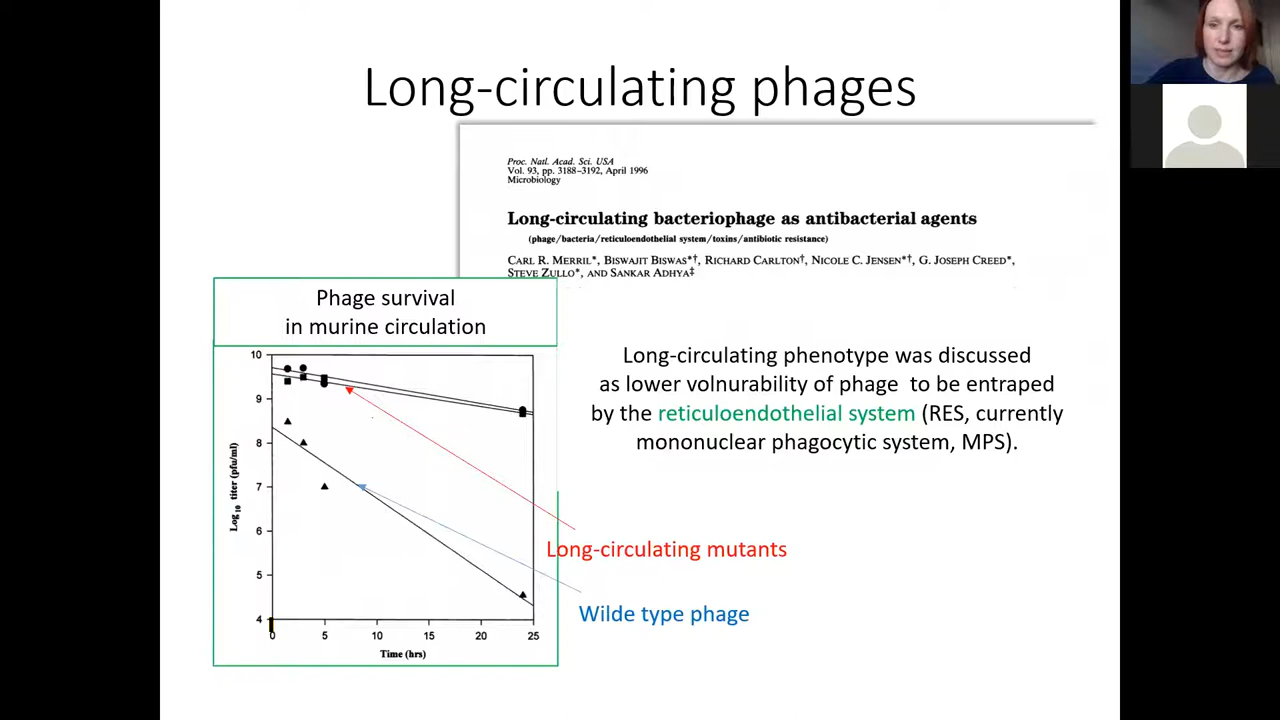 Long-circulating phages
Proc. Natl. Acad. Sci. USA
Vol. 93, pp. 3188–3192, April 1996
Microbiology
Long-circulating bacteriophage as antibacterial agents
(phage/bacteria/reticuloendothelial system/toxins/antibiotic resistance)
CARL R. MERRIL*, BISWAJIT BISWAS*†, RICHARD CARLTON†, NICOLE C. JENSEN*†, G. JOSEPH CREED*,
STEVE ZULLO*, AND SANKAR ADHYA‡
Phage survival
in murine circulation
10
9
8
7
6
5
4
Log10 titer (pfu/ml)
0 5 10 15 20 25
Time (hrs)
Long-circulating phenotype was discussed
as lower volnurability of phage to be entraped
by the reticuloendothelial system (RES, currently
mononuclear phagocytic system, MPS).
Long-circulating mutants
Wilde type phage